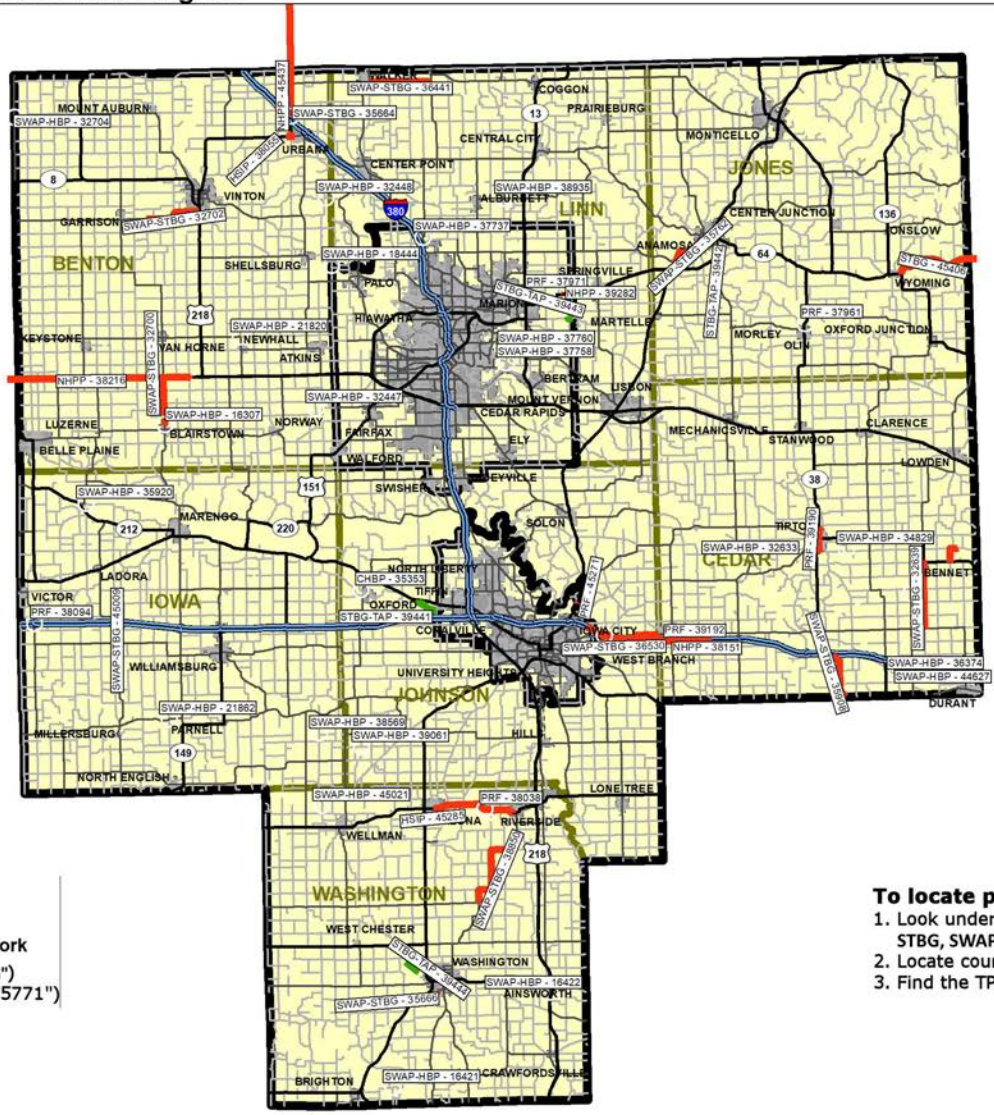 WALKER
SWAP-STBG - 36441
COGGON
NHPP - 45437
MOUNT AUBURN
SWAP-HBP - 32704
SWAP-STBG - 35664
13
PRAIRIEBURG
MONTICELLO
HSIP - 38055
URBANA
CENTRAL CITY
CENTER POINT
JONES
8
VINTON
SWAP-HBP - 32448
SWAP-HBP - 38935
ALBURNETT
LINN
380
GARRISON
SWAP-STBG - 32702
SWAP-HBP - 37737
CENTER JUNCTION
136
ONSLOW
BENTON
SHELLSBURG
SWAP-HBP - 18444
PALO
ANAMOSA
SWAP-STBG - 35762
STBG-TAP - 39442
64
STBG - 45406
WYOMING
SPRINGVILLE
PRF - 37971
NHPP - 39282
STBG-TAP - 39443
MARION
MARTELLE
218
HIAWATHA
PRF - 37961
MORLEY
OLIN
OXFORD JUNCTION
KEYSTONE
SWAP-STBG - 32700
VAN HORNE
SWAP-HBP - 21820
NEWHALL
ATKINS
SWAP-HBP - 37760
SWAP-HBP - 37758
NHPP - 38216
BERTRAM
LISBON
MOUNT VERNON
SWAP-HBP - 32447
CEDAR RAPIDS
SWAP-HBP - 16307
LUZERNE
BLAIRSTOWN
NORWAY
FAIRFAX
ELY
MECHANICSVILLE
STANWOOD
CLARENCE
BELLE PLAINE
WALFORD
LOWDEN
SWAP-HBP - 35920
151
SWISHER
EYVILLE
38
MARENGO
212
220
SOLON
TIPTO
PRF - 39190
SWAP-HBP - 34829
SWAP-HBP - 32633
CEDAR
SWAP-STBG - 32639
BENNET
LADORA
NORTH LIBERTY
CHBP - 35353
TIFFIN
PRF - 45271
VICTOR
IOWA
OXFORD
PRF - 38094
SWAP-STBG - 45009
STBG-TAP - 39441
CORALVILLE
IOWA CITY
PRF - 39192
SWAP-STBG - 36530
NHPP - 38151
WEST BRANCH
SWAP-STBG - 35908
SWAP-HBP - 36374
SWAP-HBP - 44627
DURANT
WILLIAMSBURG
UNIVERSITY HEIGHTS
JOHNSON
SWAP-HBP - 21862
MILLERSBURG
PARNELL
SWAP-HBP - 38569
SWAP-HBP - 39061
HILL
149
NORTH ENGLISH
SWAP-HBP - 45021
PRF - 38038
LONE TREE
HSIP - 45285
ONA
RIVERSIDE
WELLMAN
SWAP-STBG - 38850
218
WASHINGTON
WEST CHESTER
STBG-TAP - 39444
WASHINGTON
SWAP-HBP - 16422
AINSWORTH
SWAP-STBG - 35666
BRIGHTON
SWAP-HBP - 16421
CRAWFORDSVILLE
ork
")
5771")
To locate p
1. Look under
STBG, SWAP
2. Locate cour
3. Find the TP